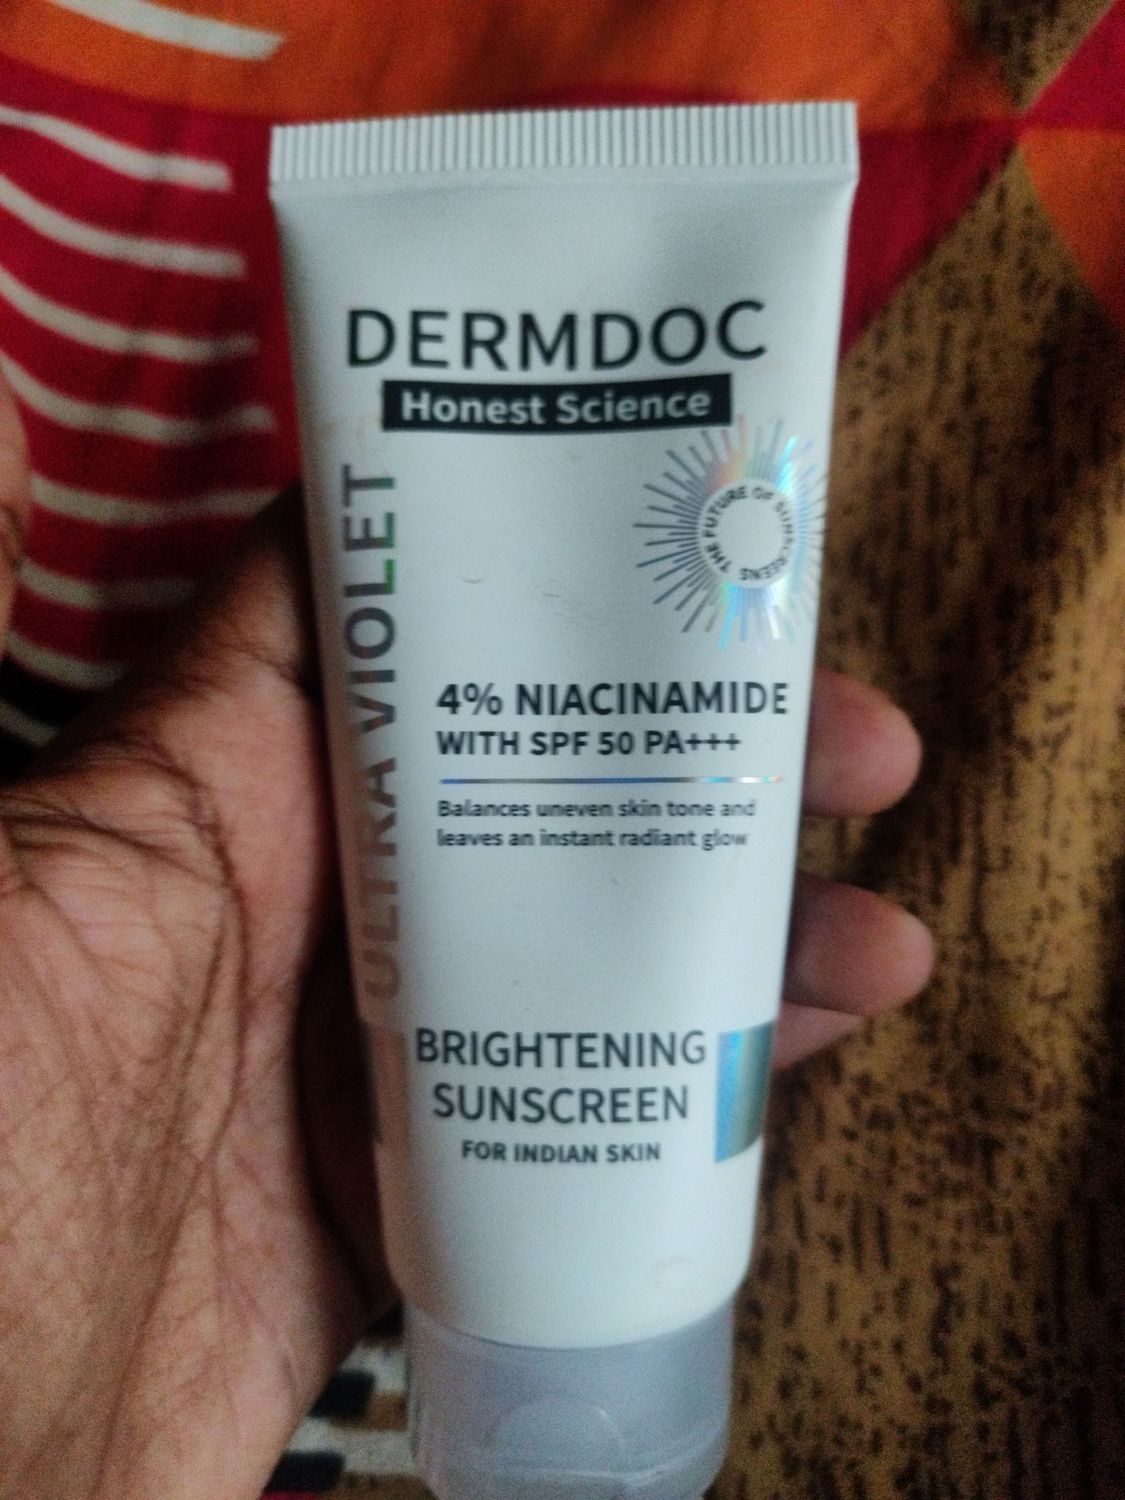 DERMDOC
Honest Science
ULTRA VIOLET
THE FUTURE OF SUNSCREENS
4% NIACINAMIDE
WITH SPF 50 PA+++
Balances uneven skin tone and
leaves an instant radiant glow
BRIGHTENING
SUNSCREEN
FOR INDIAN SKIN